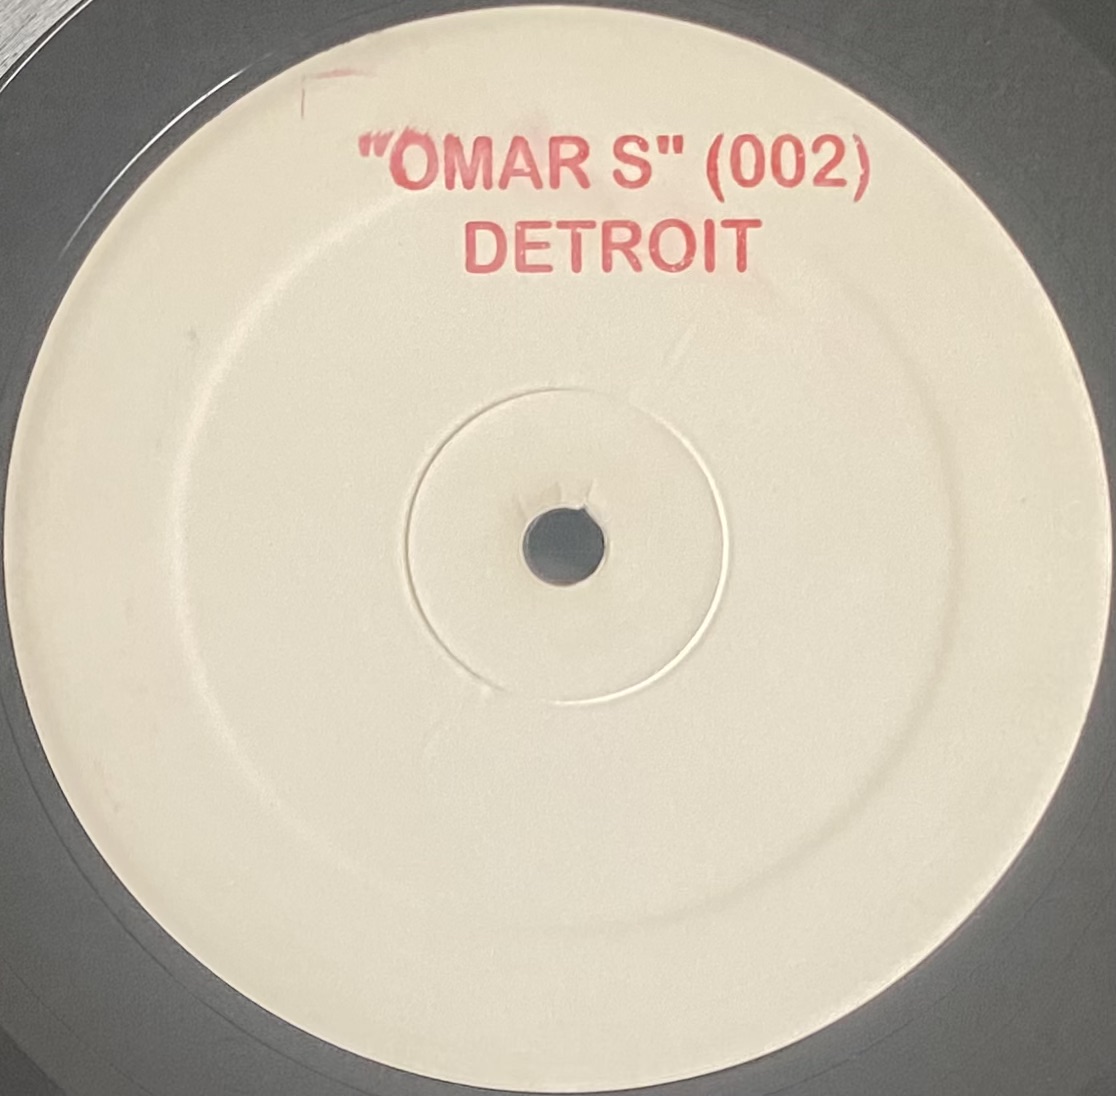 "OMAR S" (002)
DETROIT